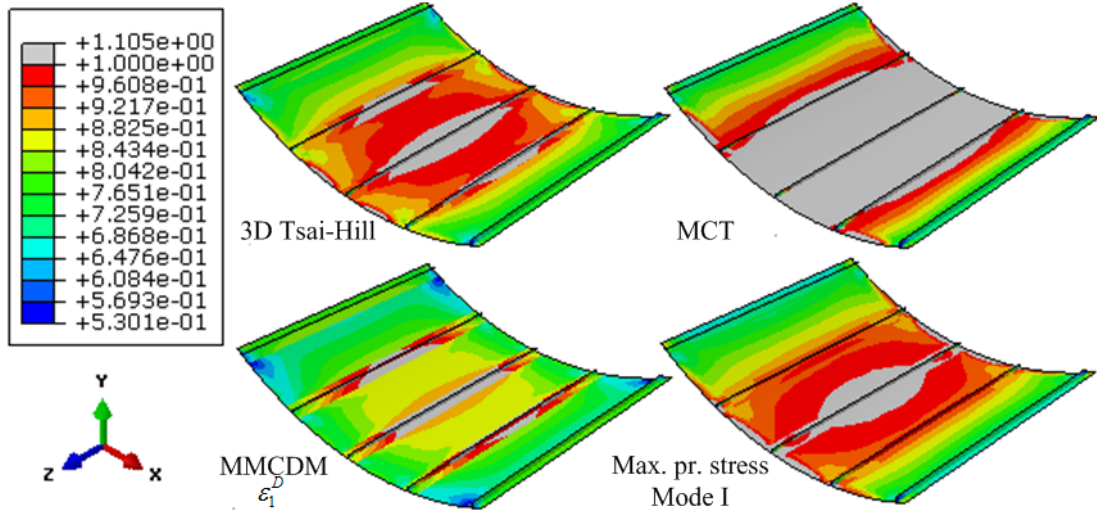 +1.105e+00
+1.000e+00
+9.608e-01
+9.217e-01
+8.825e-01
+8.434e-01
+8.042e-01
+7.651e-01
+7.259e-01
+6.868e-01
+6.476e-01
+6.084e-01
+5.693e-01
+5.301e-01
3D Tsai-Hill
MCT
Y
Z
X
MMCDM
ε₁ᴰ
Max. pr. stress
Mode I